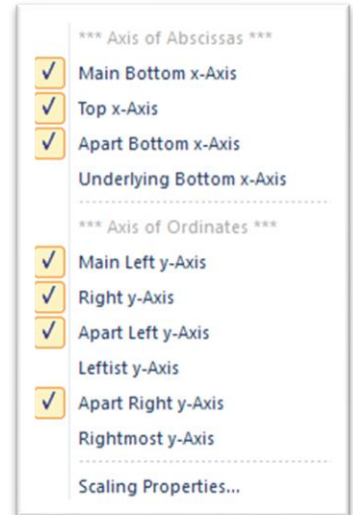 *** Axis of Abscissas ***
Main Bottom x-Axis
Top x-Axis
Apart Bottom x-Axis
Underlying Bottom x-Axis
*** Axis of Ordinates ***
Main Left y-Axis
Right y-Axis
Apart Left y-Axis
Leftist y-Axis
Apart Right y-Axis
Rightmost y-Axis
Scaling Properties...